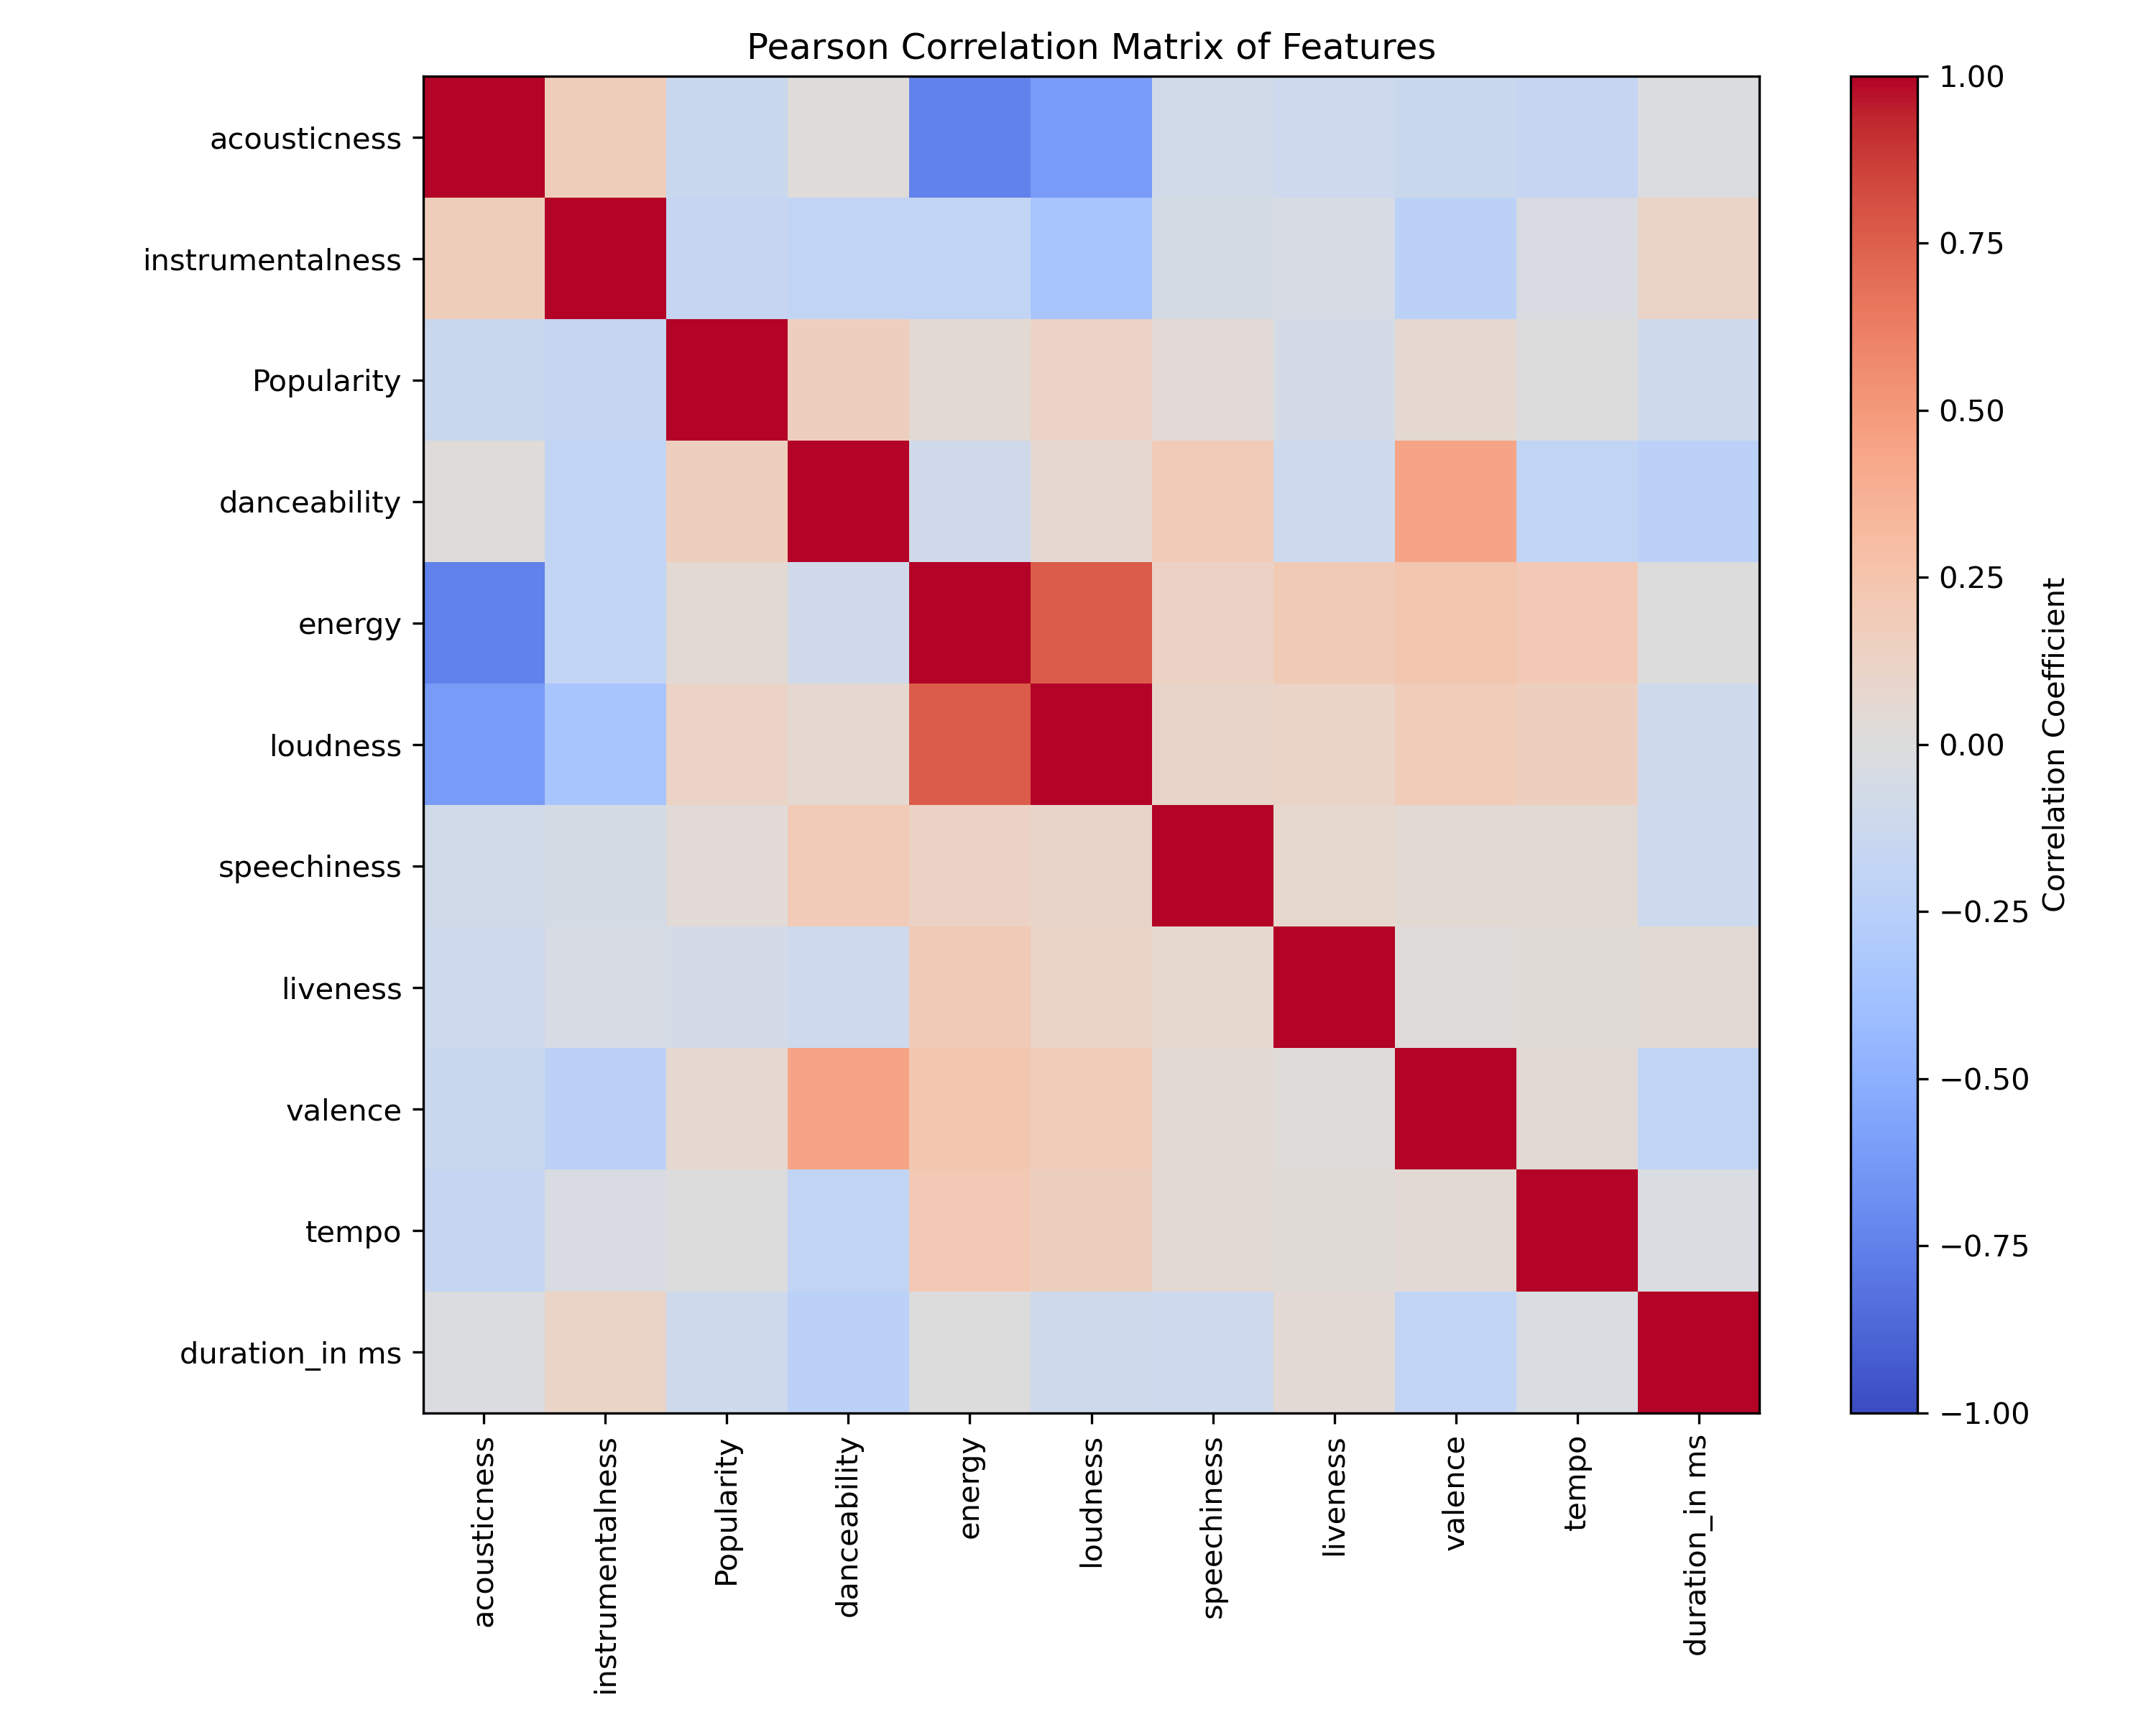 Pearson Correlation Matrix of Features
acousticness
instrumentalness
Popularity
danceability
energy
loudness
speechiness
liveness
valence
tempo
duration_in ms
acousticness
instrumentalness
Popularity
danceability
energy
loudness
speechiness
liveness
valence
tempo
duration_in ms
1.00
0.75
0.50
0.25
0.00
−0.25
−0.50
−0.75
−1.00
Correlation Coefficient